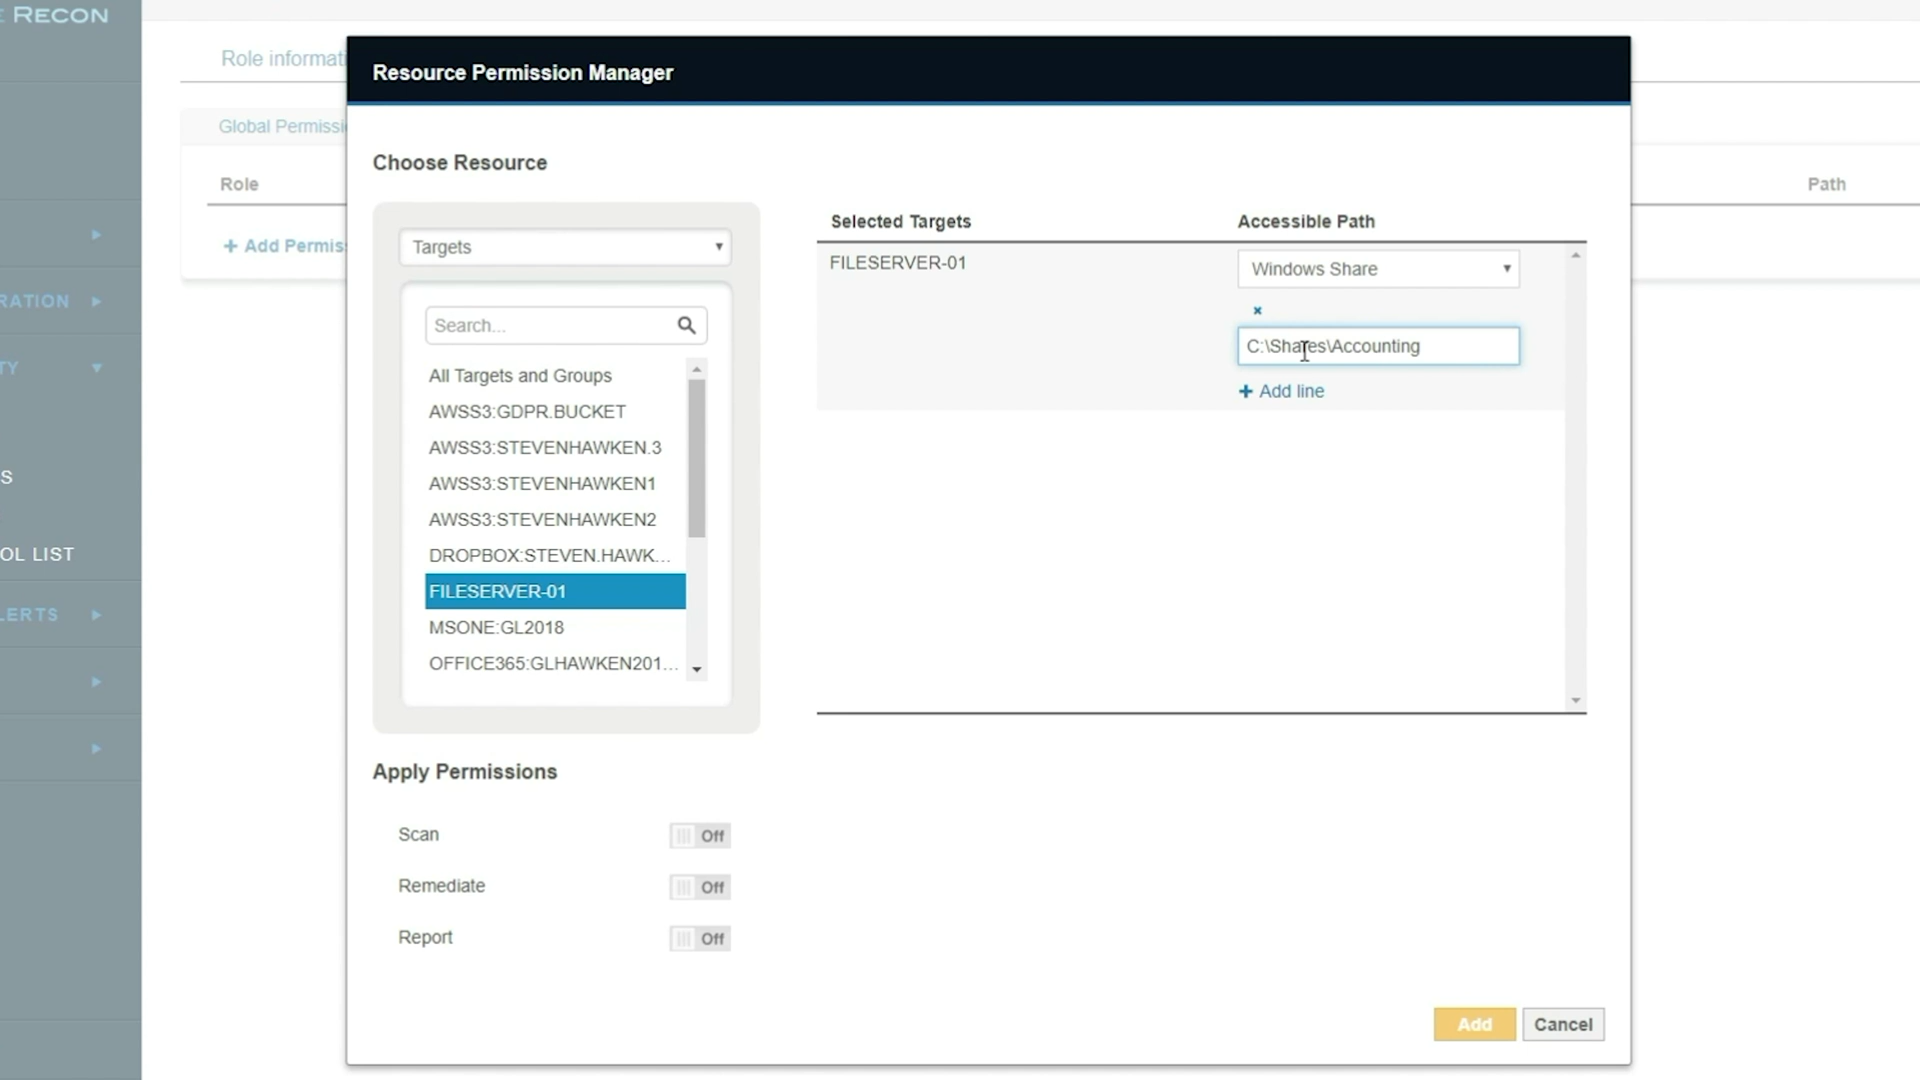 RECON
Role informati
Global Permissi
Role
Path
+ Add Permis
RATION
TY
S
OL LIST
LERTS
Resource Permission Manager
Choose Resource
Targets
Search...
All Targets and Groups
AWSS3:GDPR.BUCKET
AWSS3:STEVENHAWKEN.3
AWSS3:STEVENHAWKEN1
AWSS3:STEVENHAWKEN2
DROPBOX:STEVEN.HAWK...
FILESERVER-01
MSONE:GL2018
OFFICE365:GLHAWKEN201...
Selected Targets Accessible Path
FILESERVER-01 Windows Share
C:\Shares\Accounting
+ Add line
Apply Permissions
Scan Off
Remediate Off
Report Off
Add Cancel